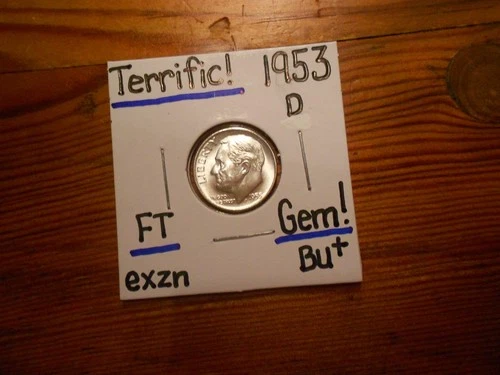 Terrific! 1953
D
LIBERTY
FT
Gem!
Bu+
exzn